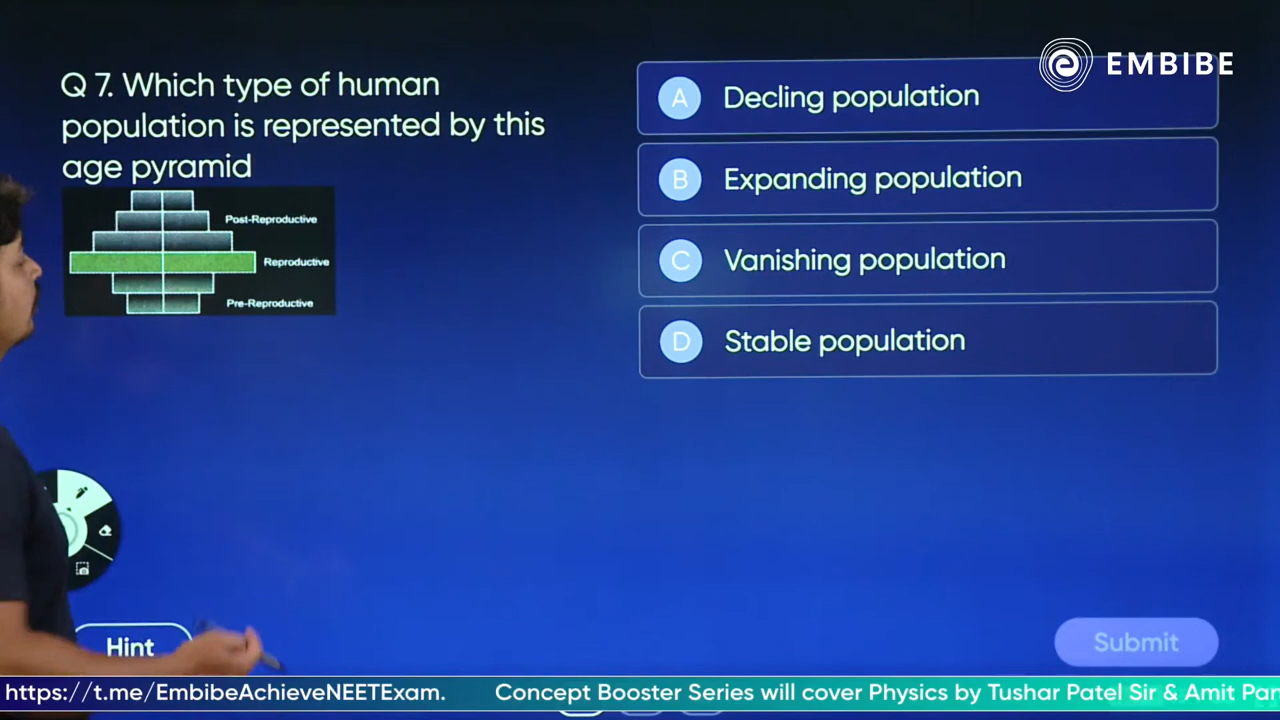 EMBIBE
Q 7. Which type of human
population is represented by this
age pyramid
Post-Reproductive
Reproductive
Pre-Reproductive
A Decling population
B Expanding population
C Vanishing population
D Stable population
Hint
Submit
https://t.me/EmbibeAchieveNEETExam. Concept Booster Series will cover Physics by Tushar Patel Sir & Amit